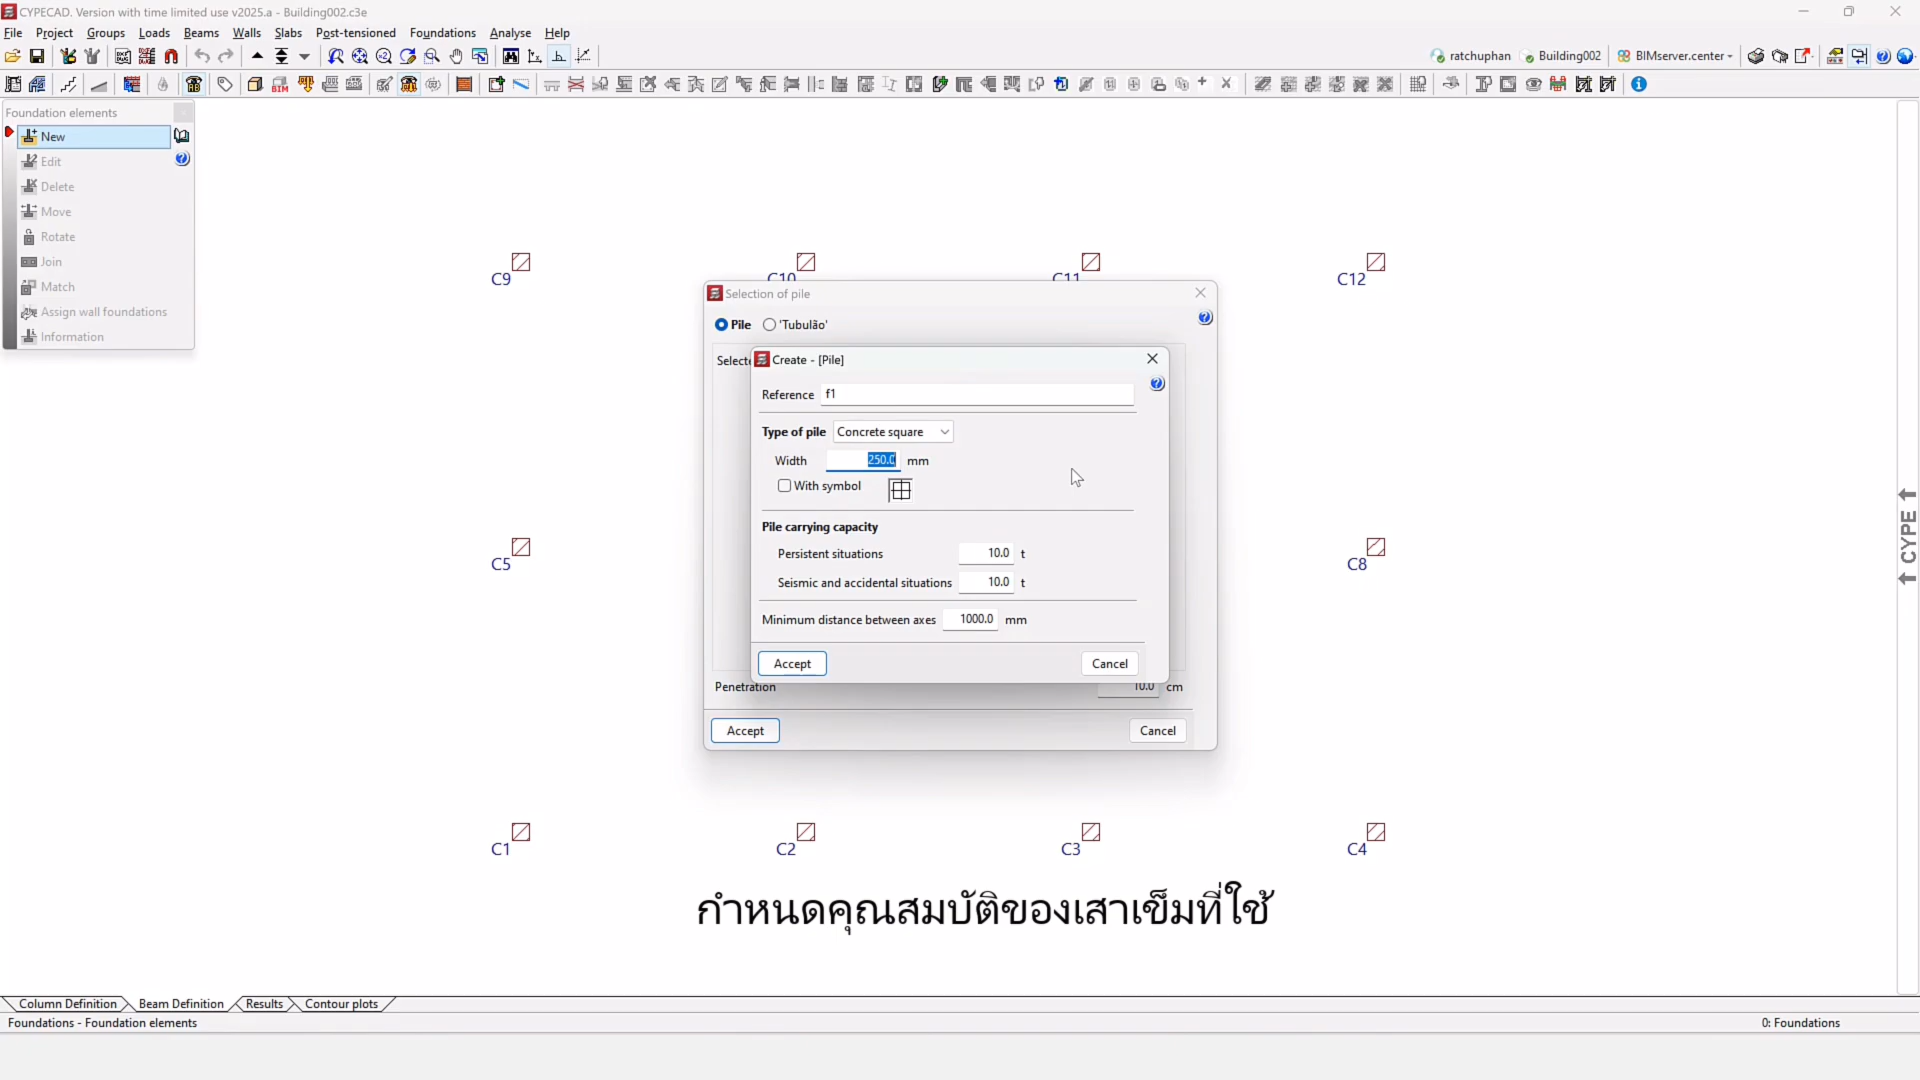 CYPECAD. Version with time limited use v2025.a - Building002.c3e
File Project Groups Loads Beams Walls Slabs Post-tensioned Foundations Analyse Help
ratchuphan Building002 BIMserver.center
Foundation elements
New
Edit
Delete
Move
Rotate
Join
Match
Assign wall foundations
Information
C9
C10
C11
C12
Selection of pile
Pile 'Tubulão'
Create - [Pile]
Reference f1
Type of pile Concrete square
Width 250.0 mm
With symbol
Pile carrying capacity
Persistent situations 10.0 t
Seismic and accidental situations 10.0 t
Minimum distance between axes 1000.0 mm
Accept Cancel
Penetration 10.0 cm
Accept Cancel
C5
C8
CYPE
C1
C2
C3
C4
กำหนดคุณสมบัติของเสาเข็มที่ใช้
Column Definition Beam Definition Results Contour plots
Foundations - Foundation elements 0: Foundations